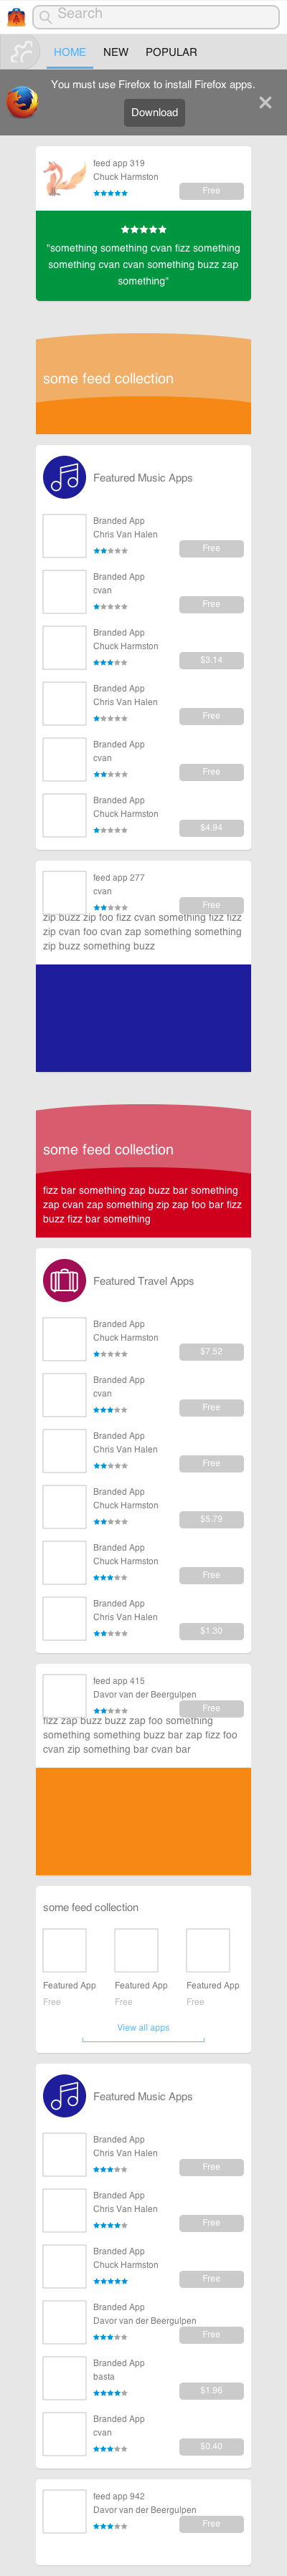 Search
HOME NEW POPULAR
You must use Firefox to install Firefox apps.
Download
feed app 319
Chuck Harmston
Free
"something something cvan fizz something
something cvan cvan something buzz zap
something"
some feed collection
Featured Music Apps
Branded App
Chris Van Halen
Free
Branded App
cvan
Free
Branded App
Chuck Harmston
$3.14
Branded App
Chris Van Halen
Free
Branded App
cvan
Free
Branded App
Chuck Harmston
$4.94
feed app 277
cvan
Free
zip buzz zip foo fizz cvan something fizz fizz
zip cvan foo cvan zap something something
zip buzz something buzz
some feed collection
fizz bar something zap buzz bar something
zap cvan zap something zip zap foo bar fizz
buzz fizz bar something
Featured Travel Apps
Branded App
Chuck Harmston
$7.52
Branded App
cvan
Free
Branded App
Chris Van Halen
Free
Branded App
Chuck Harmston
$5.79
Branded App
Chuck Harmston
Free
Branded App
Chris Van Halen
$1.30
feed app 415
Davor van der Beergulpen
Free
fizz zap buzz buzz zap foo something
something something buzz bar zap fizz foo
cvan zip something bar cvan bar
some feed collection
Featured App Featured App Featured App
Free Free Free
View all apps
Featured Music Apps
Branded App
Chris Van Halen
Free
Branded App
Chris Van Halen
Free
Branded App
Chuck Harmston
Free
Branded App
Davor van der Beergulpen
Free
Branded App
basta
$1.96
Branded App
cvan
$0.40
feed app 942
Davor van der Beergulpen
Free